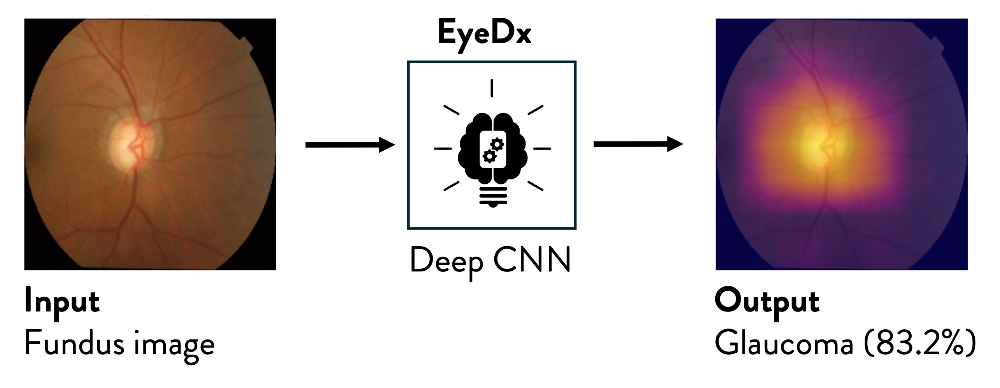 EyeDx
Deep CNN
Input
Fundus image
Output
Glaucoma (83.2%)